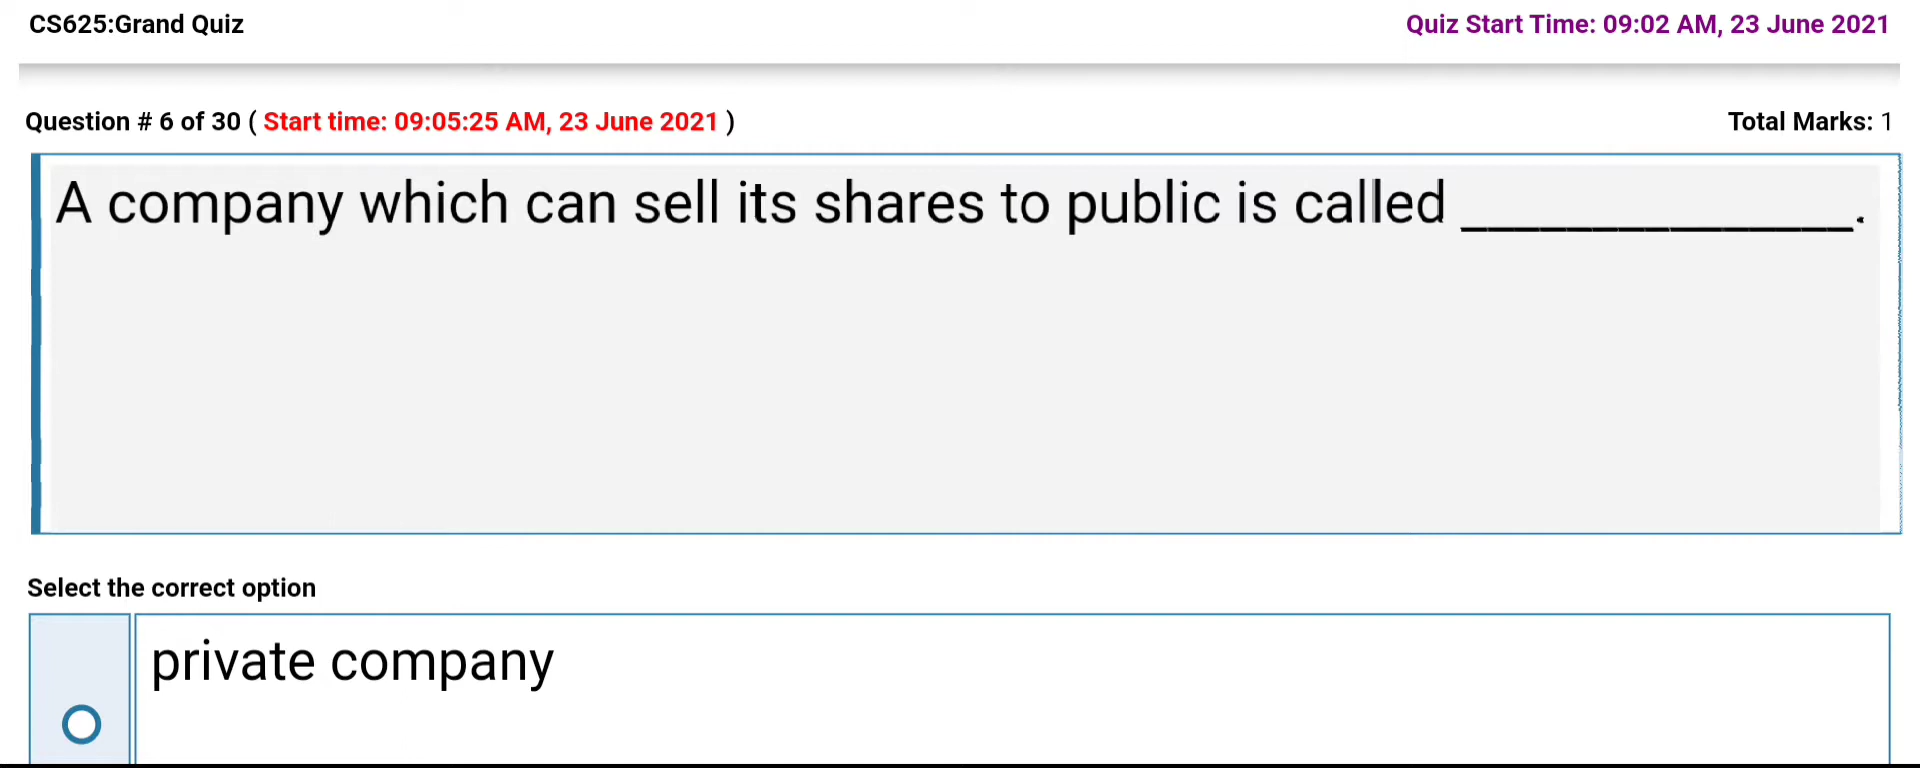 CS625:Grand Quiz
Quiz Start Time: 09:02 AM, 23 June 2021
Question # 6 of 30 ( Start time: 09:05:25 AM, 23 June 2021 )
Total Marks: 1
A company which can sell its shares to public is called _______________.
Select the correct option
private company